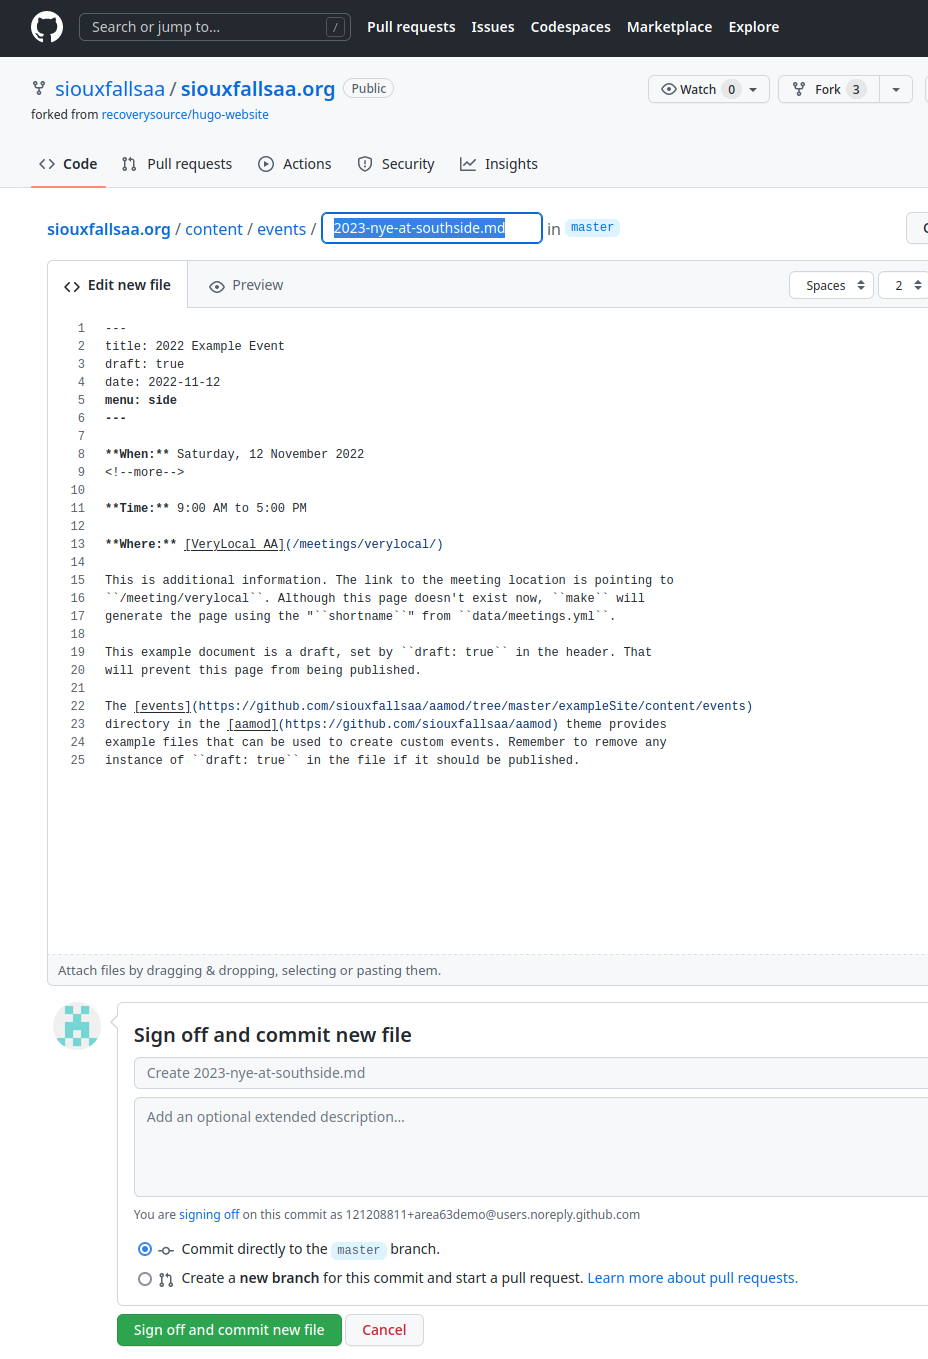 Search or jump to... / Pull requests Issues Codespaces Marketplace Explore
siouxfallsaa / siouxfallsaa.org Public Watch 0 Fork 3
forked from recoverysource/hugo-website
Code Pull requests Actions Security Insights
siouxfallsaa.org / content / events / 2023-nye-at-southside.md in master
Edit new file Preview Spaces 2
1 ---
2 title: 2022 Example Event
3 draft: true
4 date: 2022-11-12
5 menu: side
6 ---
7
8 **When:** Saturday, 12 November 2022
9 <!--more-->
10
11 **Time:** 9:00 AM to 5:00 PM
12
13 **Where:** [VeryLocal AA](/meetings/verylocal/)
14
15 This is additional information. The link to the meeting location is pointing to
16 ``/meeting/verylocal``. Although this page doesn't exist now, ``make`` will
17 generate the page using the "``shortname``" from ``data/meetings.yml``.
18
19 This example document is a draft, set by ``draft: true`` in the header. That
20 will prevent this page from being published.
21
22 The [events](https://github.com/siouxfallsaa/aamod/tree/master/exampleSite/content/events)
23 directory in the [aamod](https://github.com/siouxfallsaa/aamod) theme provides
24 example files that can be used to create custom events. Remember to remove any
25 instance of ``draft: true`` in the file if it should be published.
Attach files by dragging & dropping, selecting or pasting them.
Sign off and commit new file
Create 2023-nye-at-southside.md
Add an optional extended description...
You are signing off on this commit as 121208811+area63demo@users.noreply.github.com
Commit directly to the master branch.
Create a new branch for this commit and start a pull request. Learn more about pull requests.
Sign off and commit new file Cancel